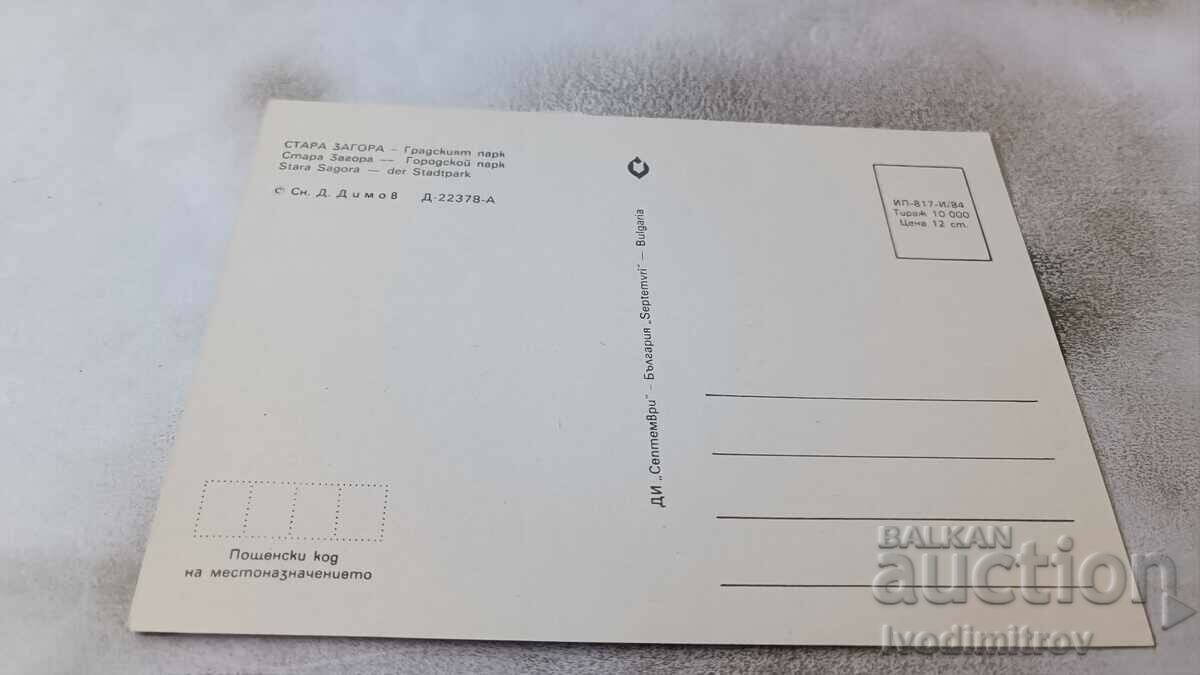 СТАРА ЗАГОРА – Градският парк
Стара Загора — Городской парк
Stara Sagora — der Stadtpark
© Сн. Д. Димов Д-22378-А
ДИ „Септември" – България „Septemvri" – Bulgaria
ИП-817-И/84
Тираж 10 000
Цена 12 ст.
Пощенски код
на местоназначението
BALKAN
auction
Ivodimitrov